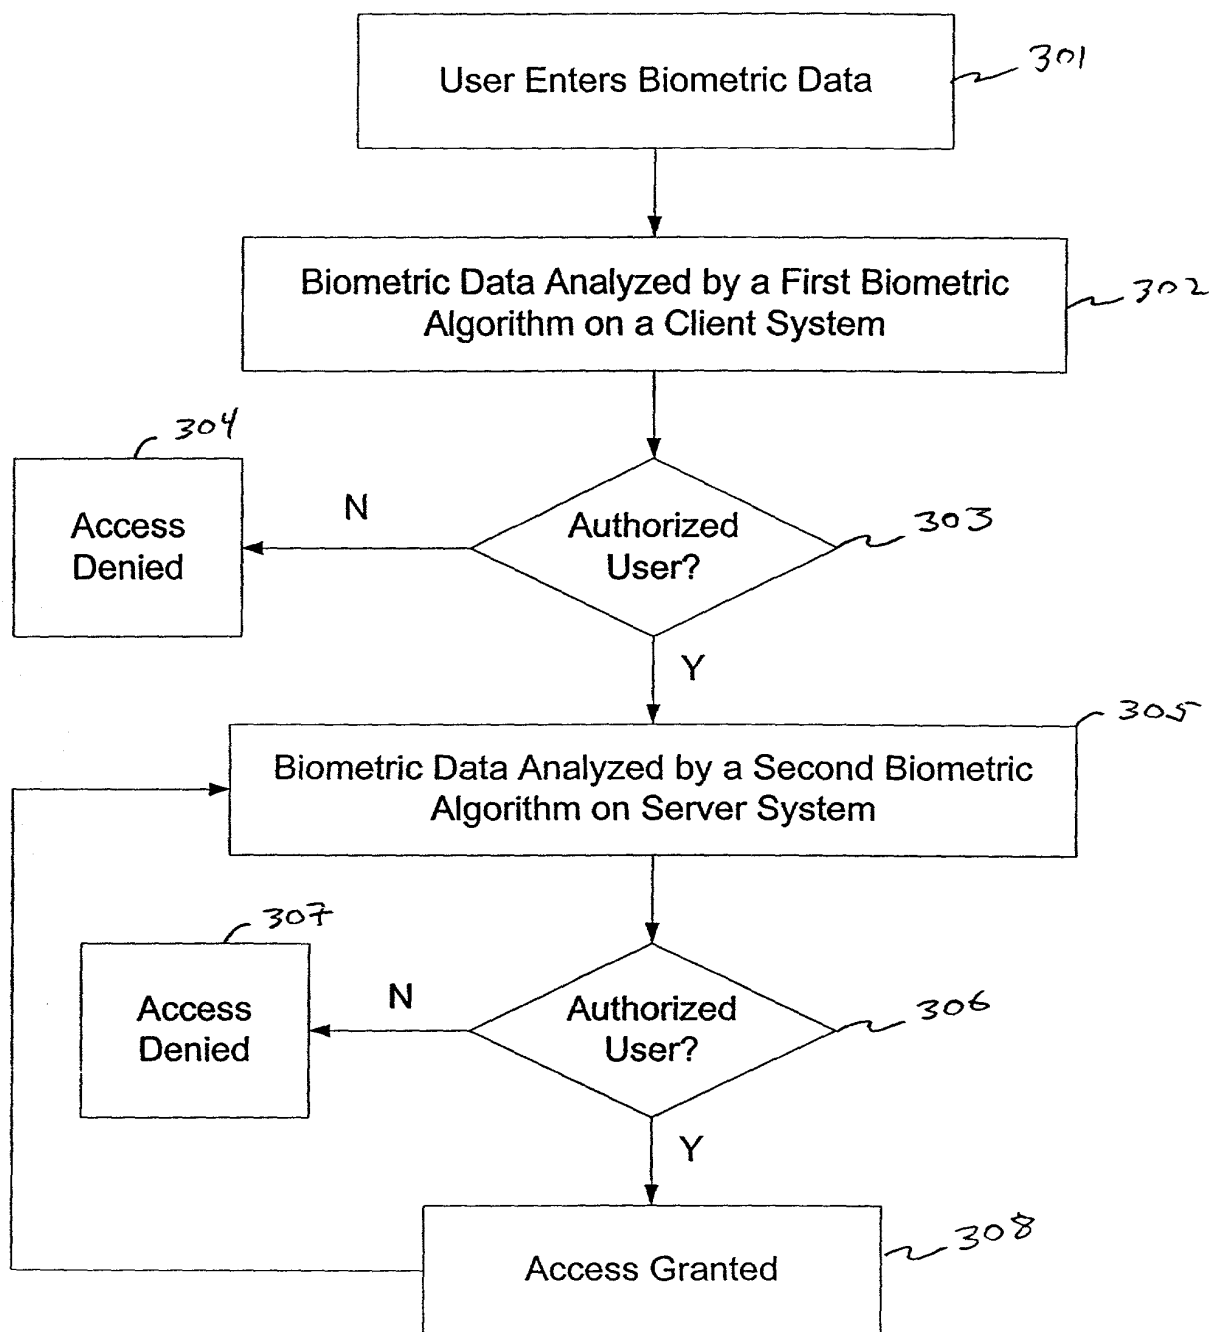 User Enters Biometric Data
301
Biometric Data Analyzed by a First Biometric
Algorithm on a Client System
302
304
Access
Denied
N
Authorized
User?
303
Y
305
Biometric Data Analyzed by a Second Biometric
Algorithm on Server System
307
Access
Denied
N
Authorized
User?
306
Y
Access Granted
308